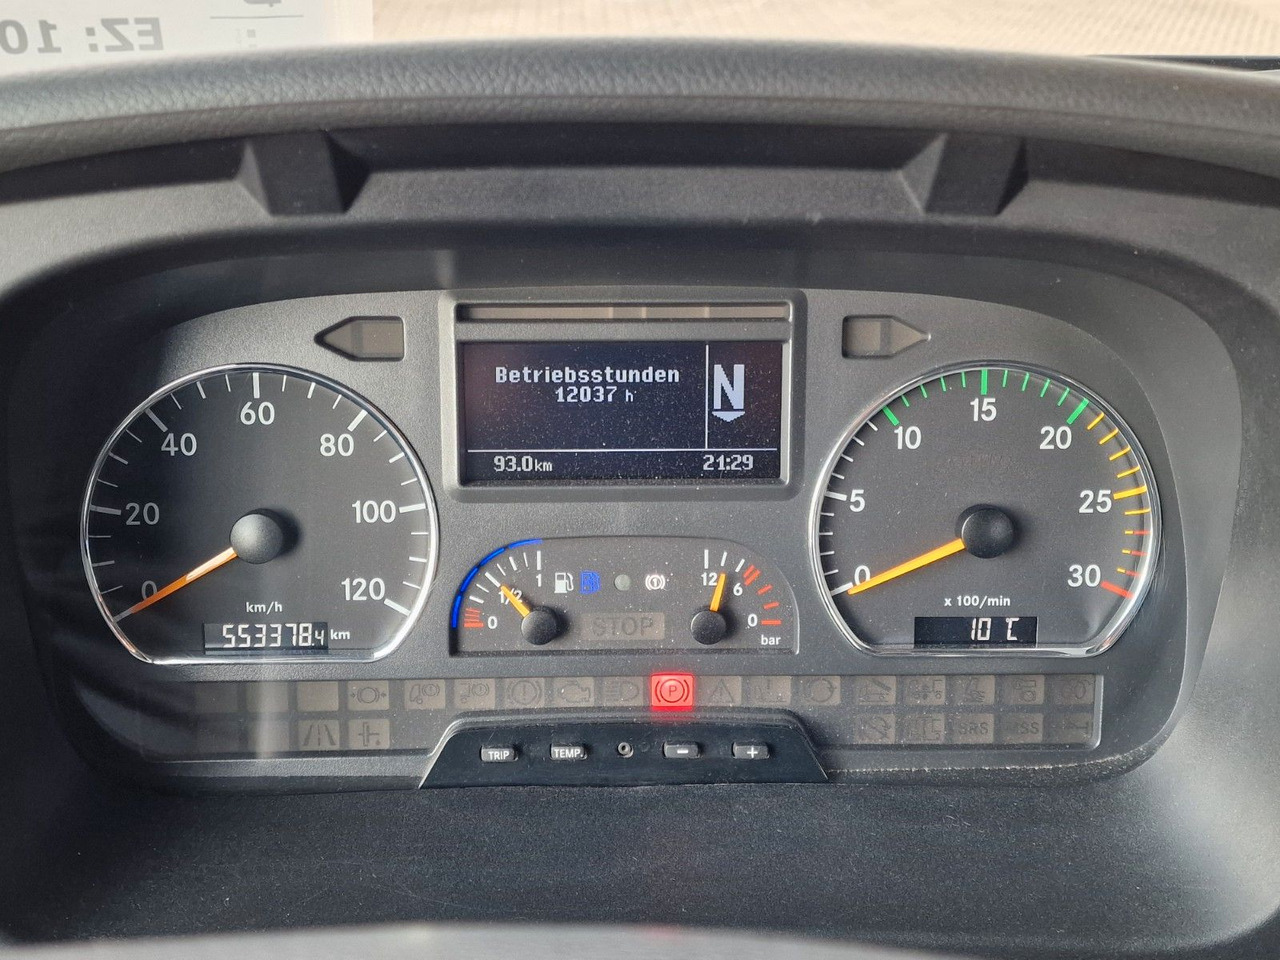 EZ: 10
Betriebsstunden
12037 h
N
93.0km
21:29
0
20
40
60
80
100
120
km/h
553378.4 km
0
1/2
1
STOP
12
6
0
bar
0
5
10
15
20
25
30
x 100/min
10 °C
P
SRS
MSS
TRIP
TEMP.
−
+